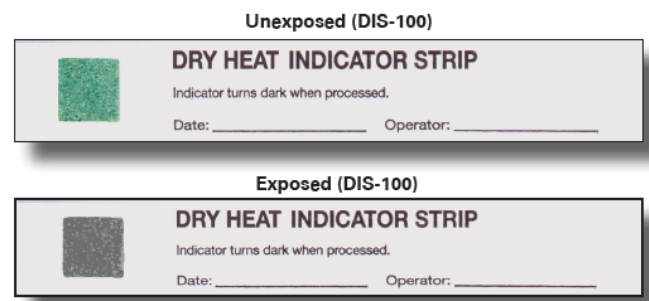 Unexposed (DIS-100)
DRY HEAT INDICATOR STRIP
Indicator turns dark when processed.
Date: Operator:
Exposed (DIS-100)
DRY HEAT INDICATOR STRIP
Indicator turns dark when processed.
Date: Operator: